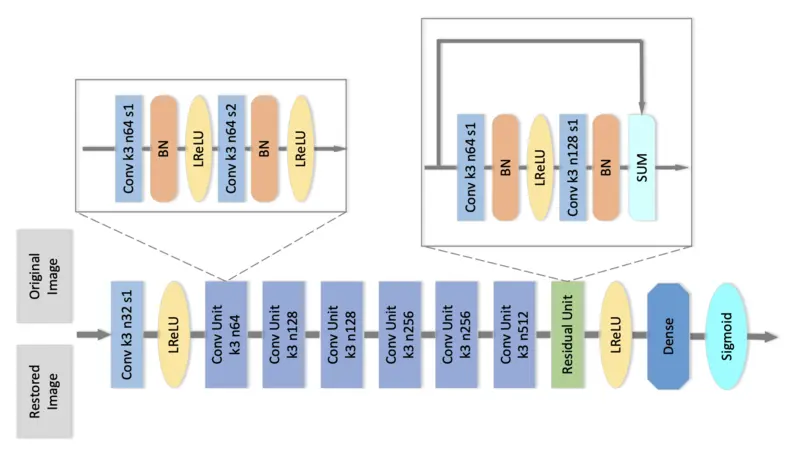 Conv k3 n64 s1
BN
LReLU
Conv k3 n64 s2
BN
LReLU
Conv k3 n64 s1
BN
LReLU
Conv k3 n128 s1
BN
SUM
Original
Image
Restored
Image
Conv k3 n32 s1
LReLU
Conv Unit
k3 n64
Conv Unit
k3 n128
Conv Unit
k3 n128
Conv Unit
k3 n256
Conv Unit
k3 n256
Conv Unit
k3 n512
Residual Unit
LReLU
Dense
Sigmoid